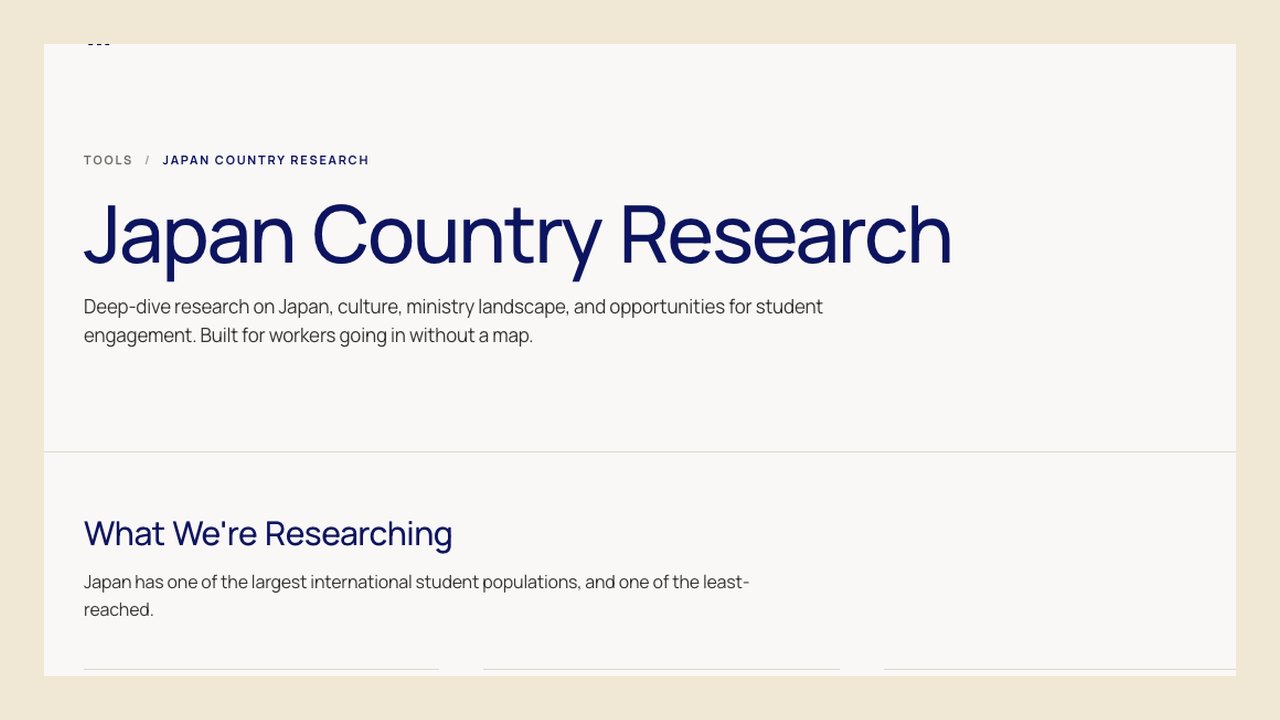 TOOLS / JAPAN COUNTRY RESEARCH
Japan Country Research
Deep-dive research on Japan, culture, ministry landscape, and opportunities for student
engagement. Built for workers going in without a map.
What We're Researching
Japan has one of the largest international student populations, and one of the least-
reached.